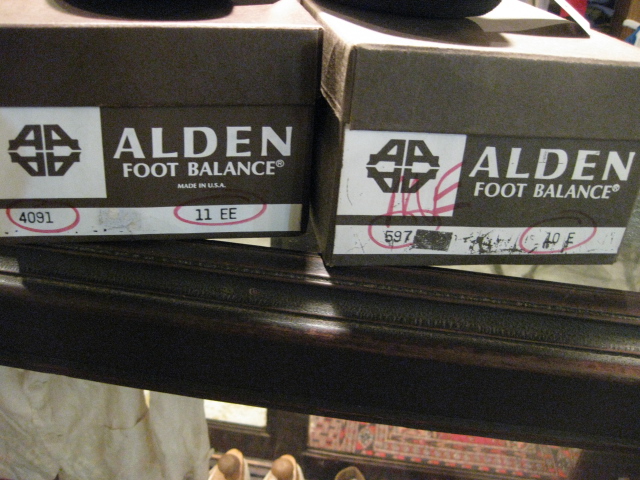 ALDEN
FOOT BALANCE®
MADE IN U.S.A.
4091 11 EE
ALDEN
FOOT BALANCE®
597 10 E